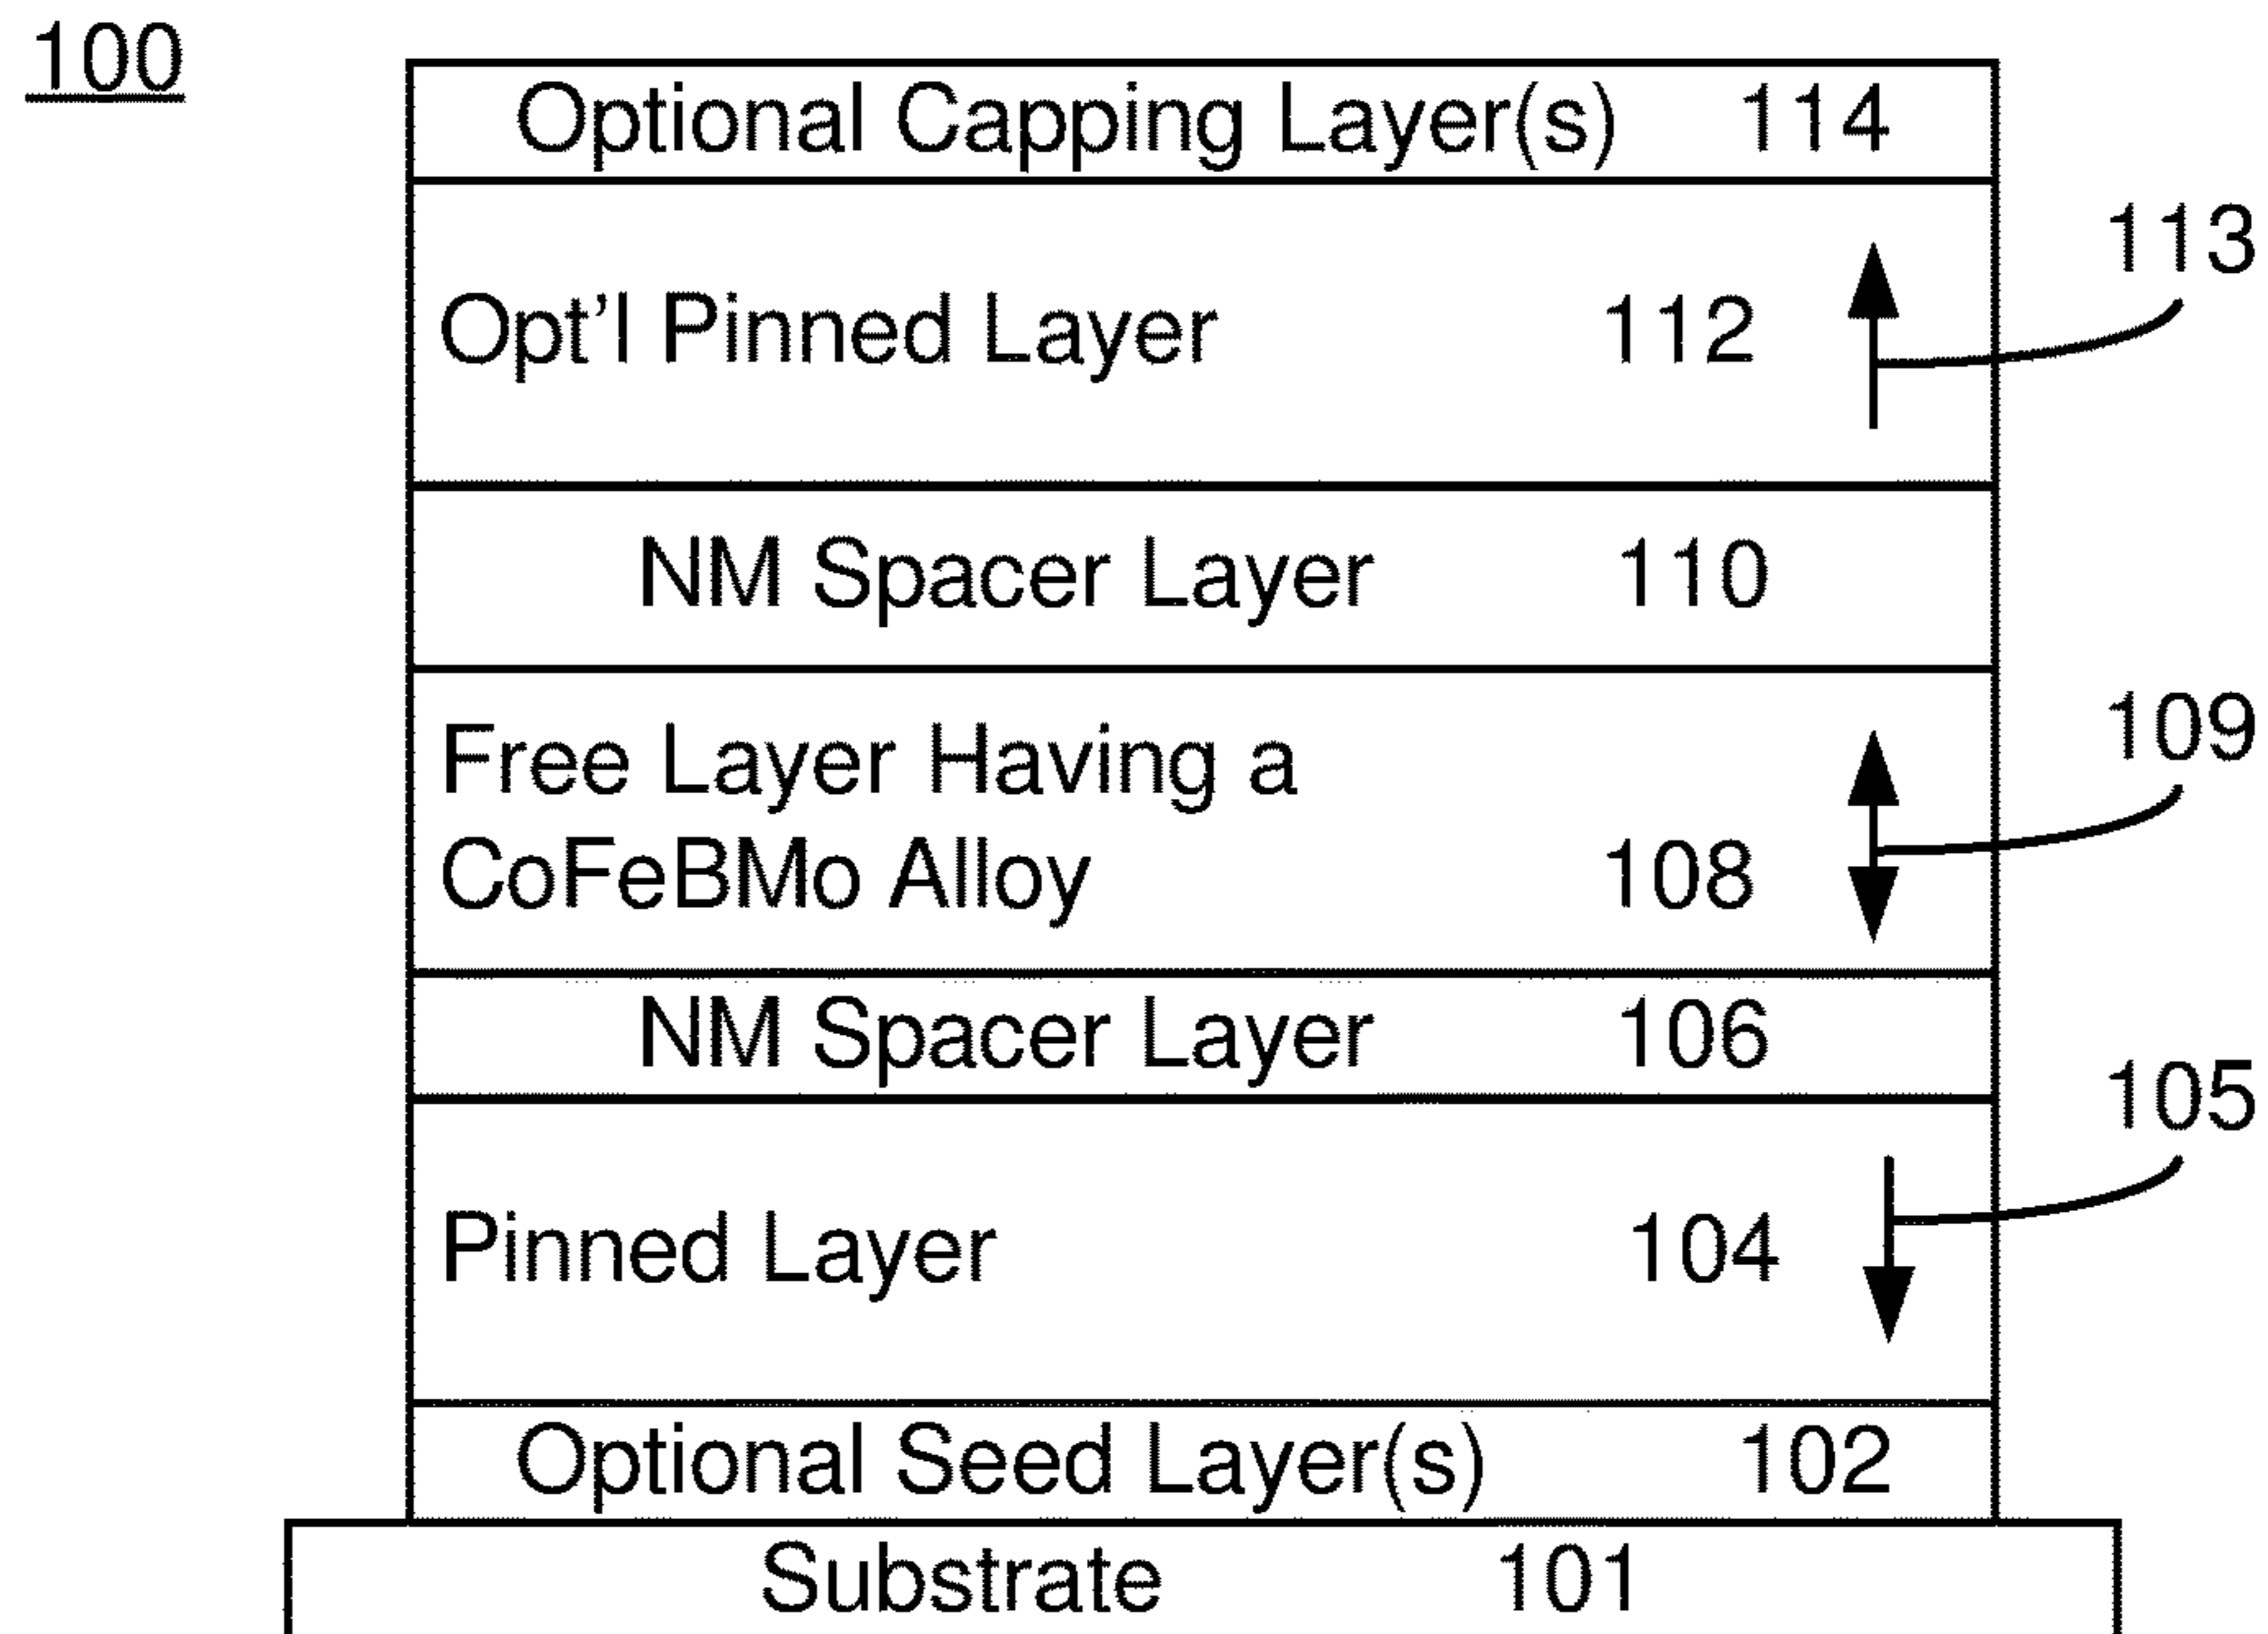 100
Optional Capping Layer(s) 114
113
Opt'l Pinned Layer 112
NM Spacer Layer 110
109
Free Layer Having a
CoFeBMo Alloy 108
NM Spacer Layer 106
105
Pinned Layer 104
Optional Seed Layer(s) 102
Substrate 101